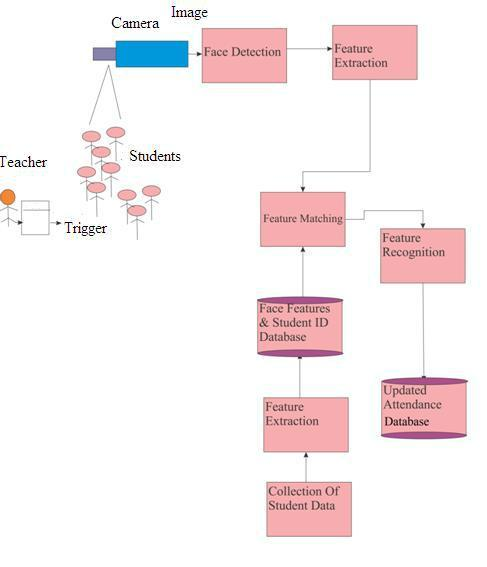 Image
Camera
Face Detection
Feature
Extraction
Students
Teacher
Trigger
Feature Matching
Feature
Recognition
Face Features
& Student ID
Database
Updated
Attendance
Database
Feature
Extraction
Collection Of
Student Data